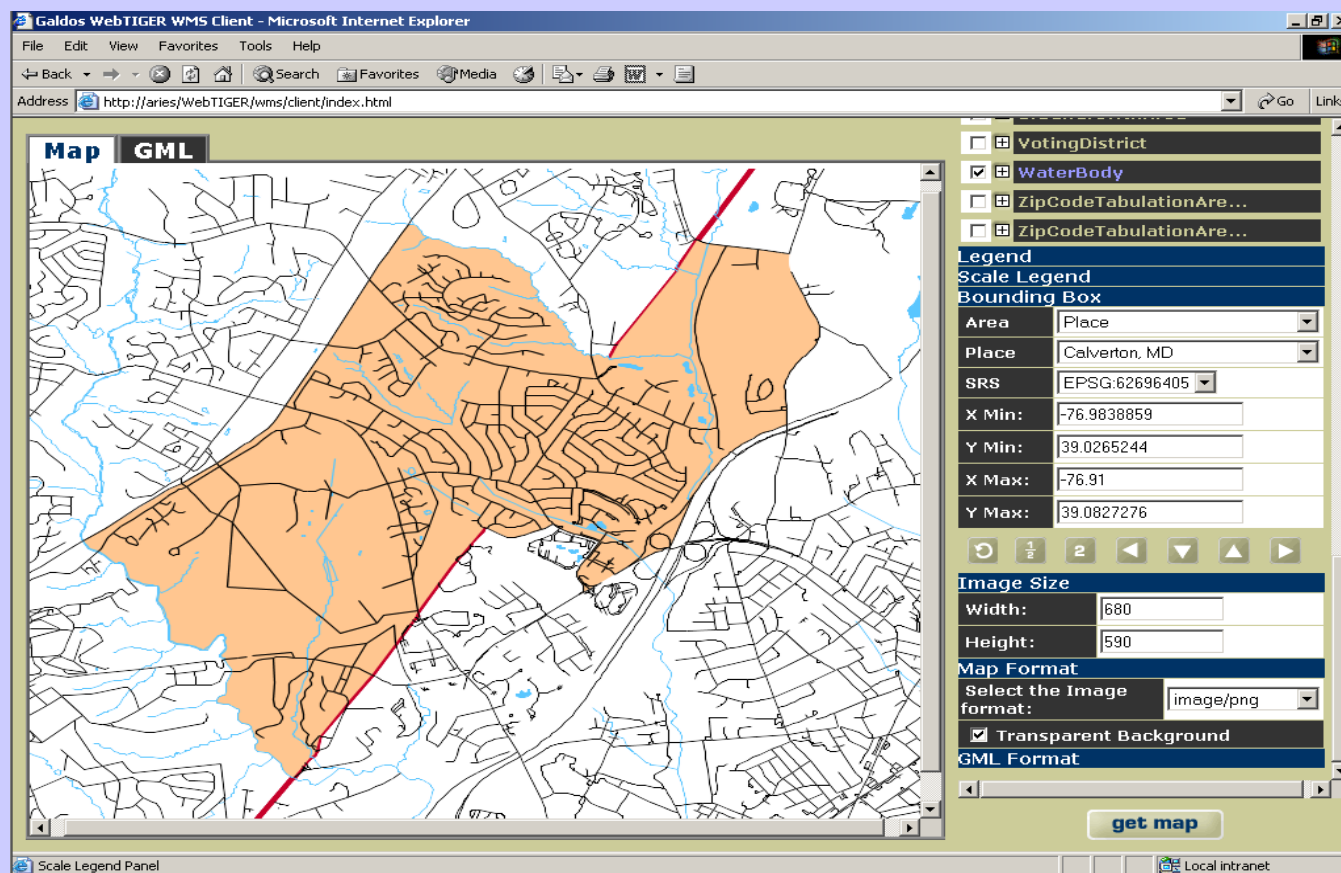 Galdos WebTIGER WMS Client - Microsoft Internet Explorer
File Edit View Favorites Tools Help
Back Search Favorites Media
Address http://aries/WebTIGER/wms/client/index.html Go Link
Map GML
VotingDistrict
WaterBody
ZipCodeTabulationAre...
ZipCodeTabulationAre...
Legend
Scale Legend
Bounding Box
Area Place
Place Calverton, MD
SRS EPSG:62696405
X Min: -76.9838859
Y Min: 39.0265244
X Max: -76.91
Y Max: 39.0827276
1/2 2
Image Size
Width: 680
Height: 590
Map Format
Select the Image format: image/png
Transparent Background
GML Format
get map
Scale Legend Panel Local intranet